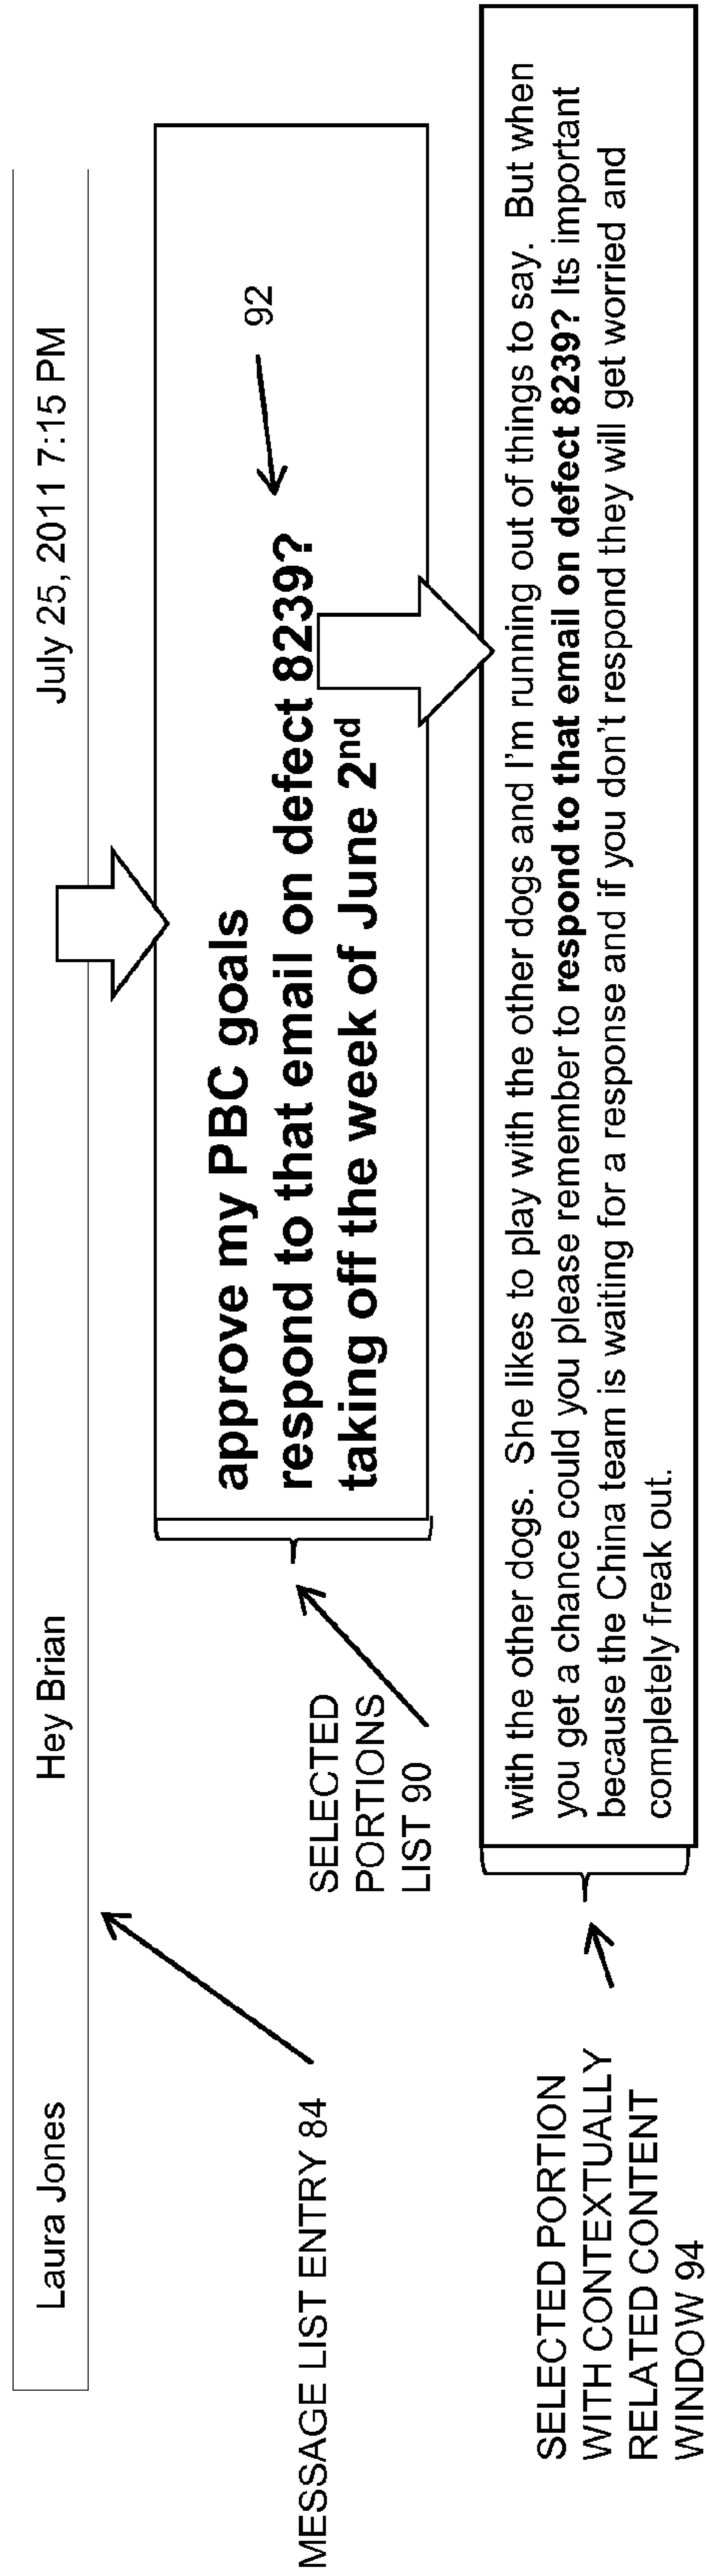 Laura Jones Hey Brian July 25, 2011 7:15 PM
MESSAGE LIST ENTRY 84
approve my PBC goals
respond to that email on defect 8239?
taking off the week of June 2nd
92
SELECTED
PORTIONS
LIST 90
with the other dogs.  She likes to play with the other dogs and I'm running out of things to say.  But when
you get a chance could you please remember to respond to that email on defect 8239? Its important
because the China team is waiting for a response and if you don't respond they will get worried and
completely freak out.
SELECTED PORTION
WITH CONTEXTUALLY
RELATED CONTENT
WINDOW 94